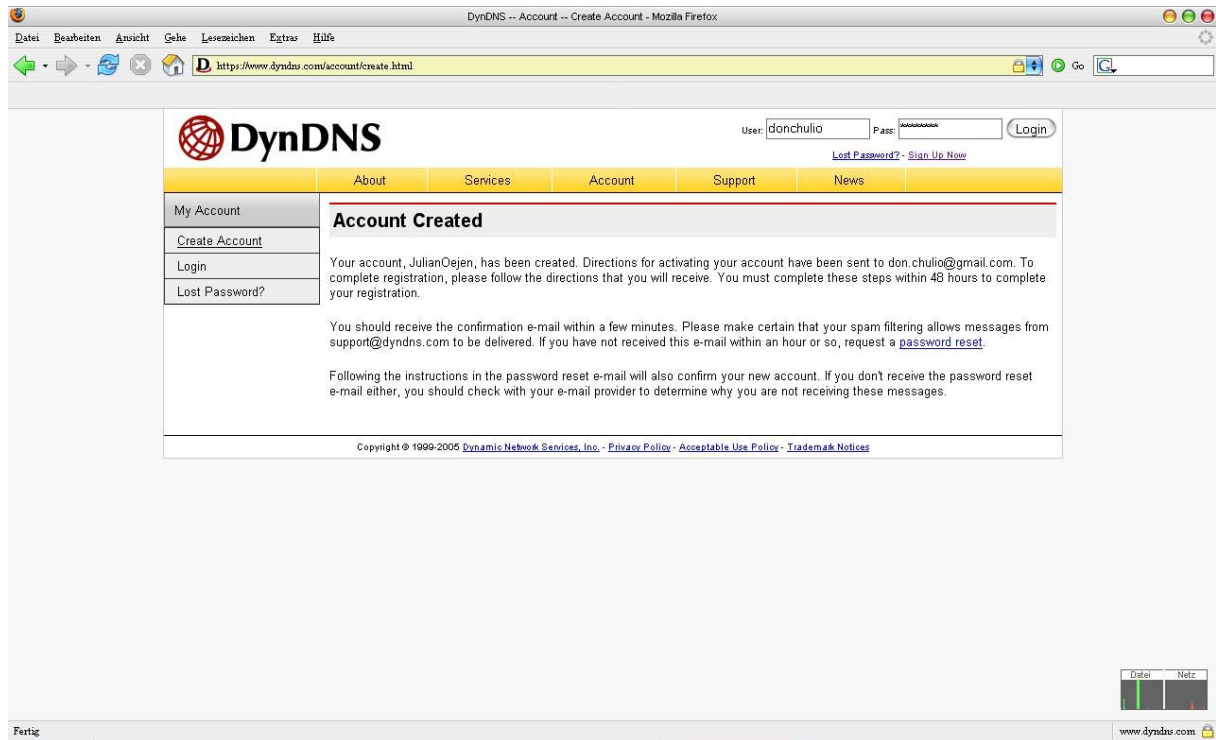 DynDNS -- Account -- Create Account - Mozilla Firefox
Datei Bearbeiten Ansicht Gehe Lesezeichen Extras Hilfe
https://www.dyndns.com/account/create.html
Go
DynDNS
User: donchulio Pass: ********* Login
Lost Password? - Sign Up Now
About Services Account Support News
My Account
Create Account
Login
Lost Password?
Account Created
Your account, JulianOejen, has been created. Directions for activating your account have been sent to don.chulio@gmail.com. To
complete registration, please follow the directions that you will receive. You must complete these steps within 48 hours to complete
your registration.
You should receive the confirmation e-mail within a few minutes. Please make certain that your spam filtering allows messages from
support@dyndns.com to be delivered. If you have not received this e-mail within an hour or so, request a password reset.
Following the instructions in the password reset e-mail will also confirm your new account. If you don't receive the password reset
e-mail either, you should check with your e-mail provider to determine why you are not receiving these messages.
Copyright © 1999-2005 Dynamic Network Services, Inc. - Privacy Policy - Acceptable Use Policy - Trademark Notices
Datei Netz
Fertig
www.dyndns.com